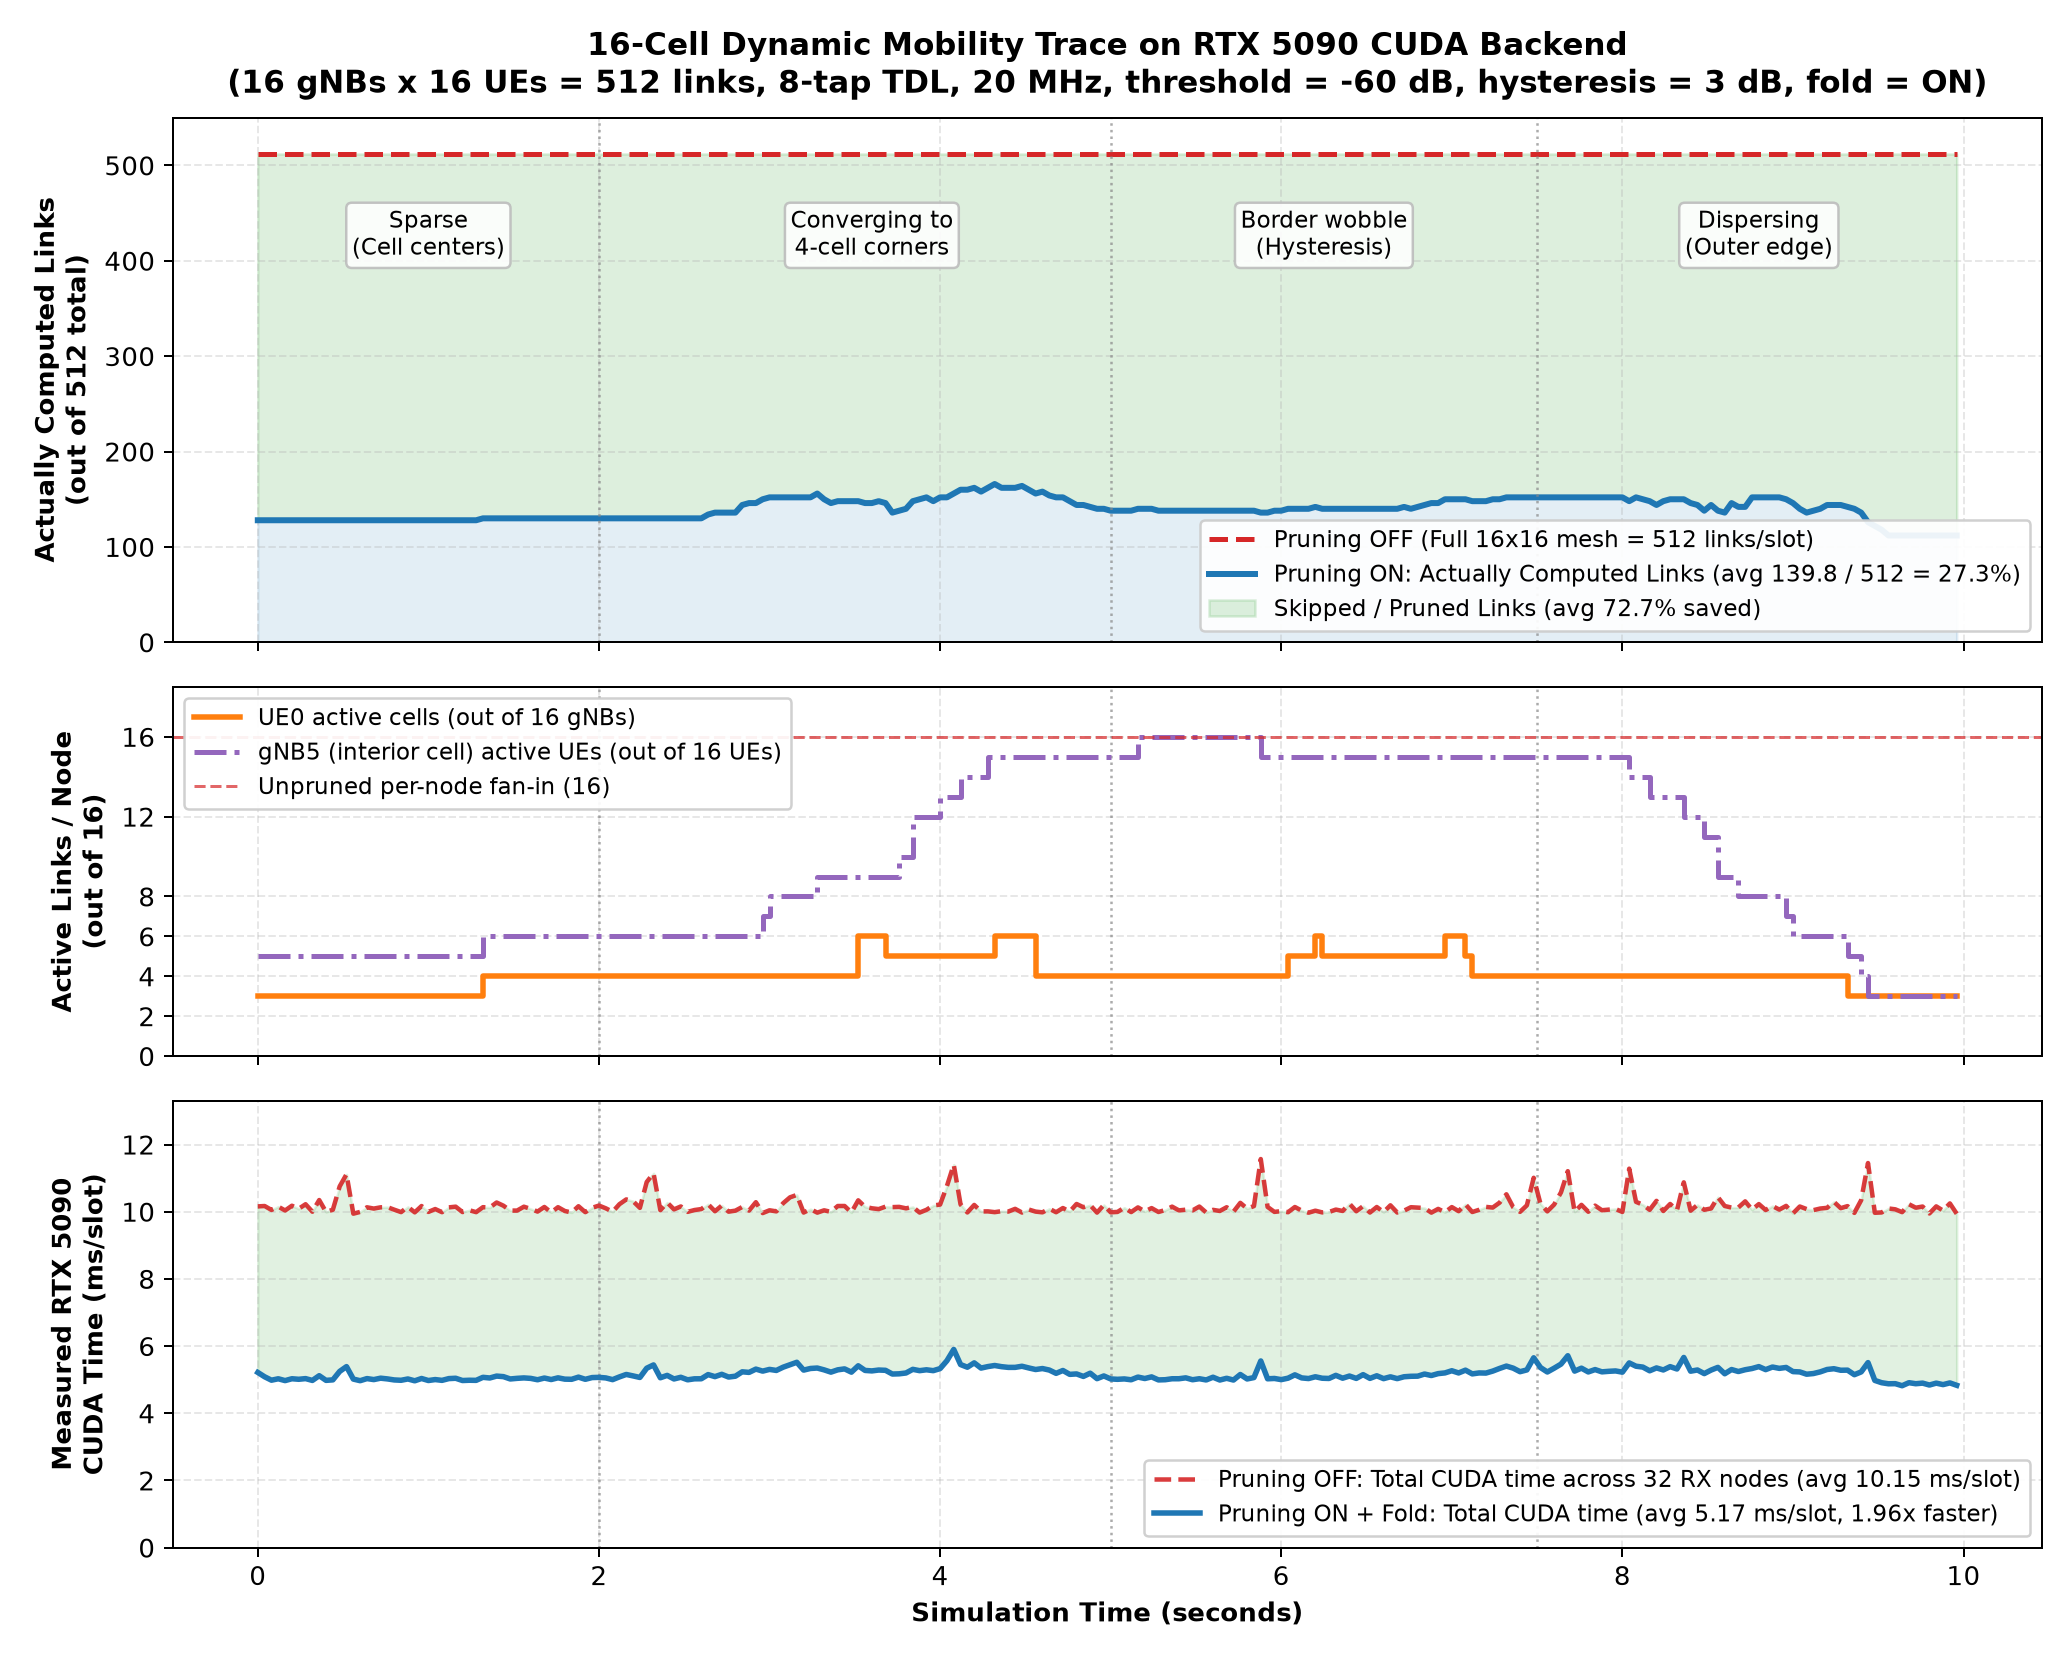 16-Cell Dynamic Mobility Trace on RTX 5090 CUDA Backend
(16 gNBs x 16 UEs = 512 links, 8-tap TDL, 20 MHz, threshold = -60 dB, hysteresis = 3 dB, fold = ON)
Actually Computed Links
(out of 512 total)
500
400
300
200
100
0
Sparse
(Cell centers)
Converging to
4-cell corners
Border wobble
(Hysteresis)
Dispersing
(Outer edge)
Pruning OFF (Full 16x16 mesh = 512 links/slot)
Pruning ON: Actually Computed Links (avg 139.8 / 512 = 27.3%)
Skipped / Pruned Links (avg 72.7% saved)
Active Links / Node
(out of 16)
16
12
8
6
4
2
0
UE0 active cells (out of 16 gNBs)
gNB5 (interior cell) active UEs (out of 16 UEs)
Unpruned per-node fan-in (16)
Measured RTX 5090
CUDA Time (ms/slot)
12
10
8
6
4
2
0
Pruning OFF: Total CUDA time across 32 RX nodes (avg 10.15 ms/slot)
Pruning ON + Fold: Total CUDA time (avg 5.17 ms/slot, 1.96x faster)
0
2
4
6
8
10
Simulation Time (seconds)